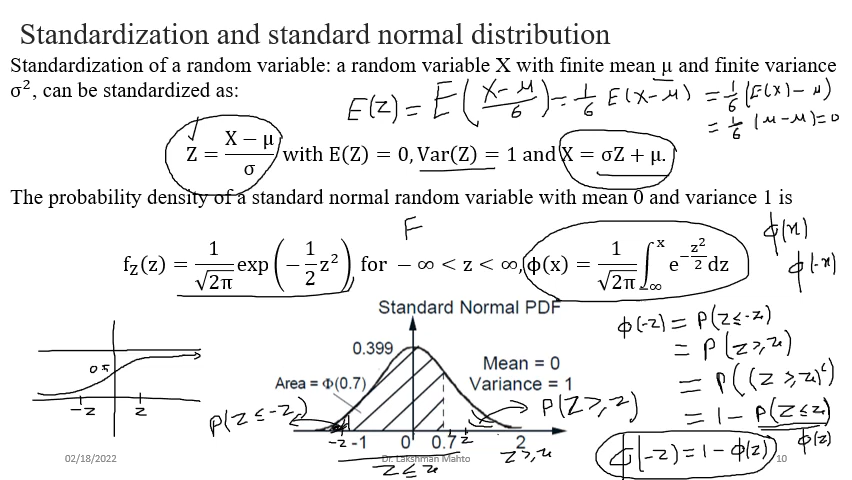 Standardization and standard normal distribution
Standardization of a random variable: a random variable X with finite mean μ and finite variance
σ², can be standardized as:
E(Z) = E(X-μ/σ) = 1/σ E(X-μ) = 1/σ (E(X)-μ)
= 1/σ (μ-μ)=0
Z = X − μ/σ with E(Z) = 0, Var(Z) = 1 and X = σZ + μ.
The probability density of a standard normal random variable with mean 0 and variance 1 is
F
ϕ(x)
ϕ(-x)
f_Z(z) = 1/√2π exp(−1/2 z²) for − ∞ < z < ∞, ϕ(x) = 1/√2π ∫_−∞^x e^−z²/2 dz
Standard Normal PDF
0.399
Mean = 0
Variance = 1
Area = Φ(0.7)
0.5
-z z
P(Z≤-z)
P(Z≥z)
-z -1 0 0.7 z 2
Z≤z
Z≥z
ϕ(-z) = P(Z≤-z)
= P(Z≥z)
= P((Z≥z)ᶜ)
= 1 - P(Z≤z)
ϕ(z)
ϕ(-z) = 1 - ϕ(z)
02/18/2022
Dr. Lakshman Mahto
10